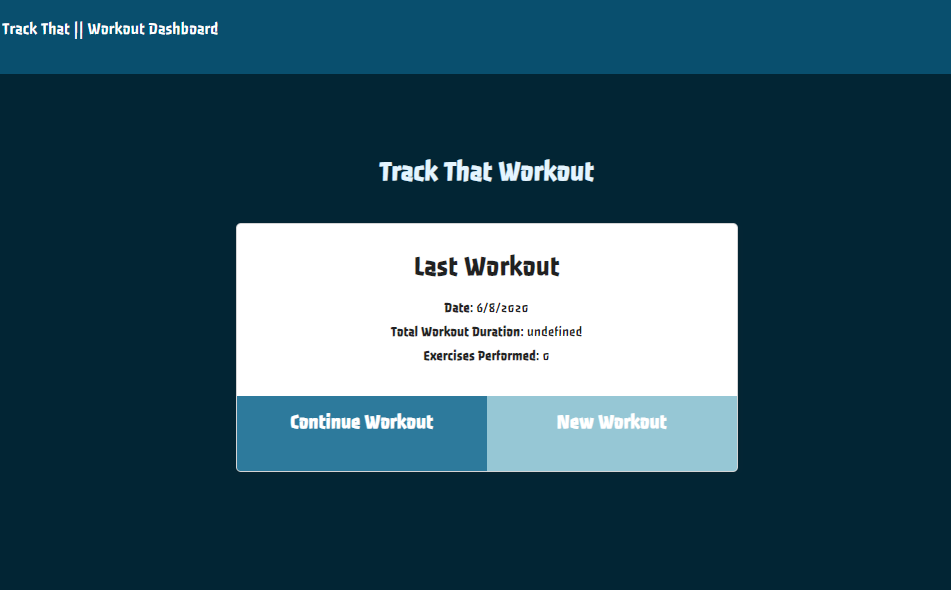 Track That || Workout Dashboard
Track That Workout
Last Workout
Date: 6/8/2020
Total Workout Duration: undefined
Exercises Performed: 0
Continue Workout
New Workout